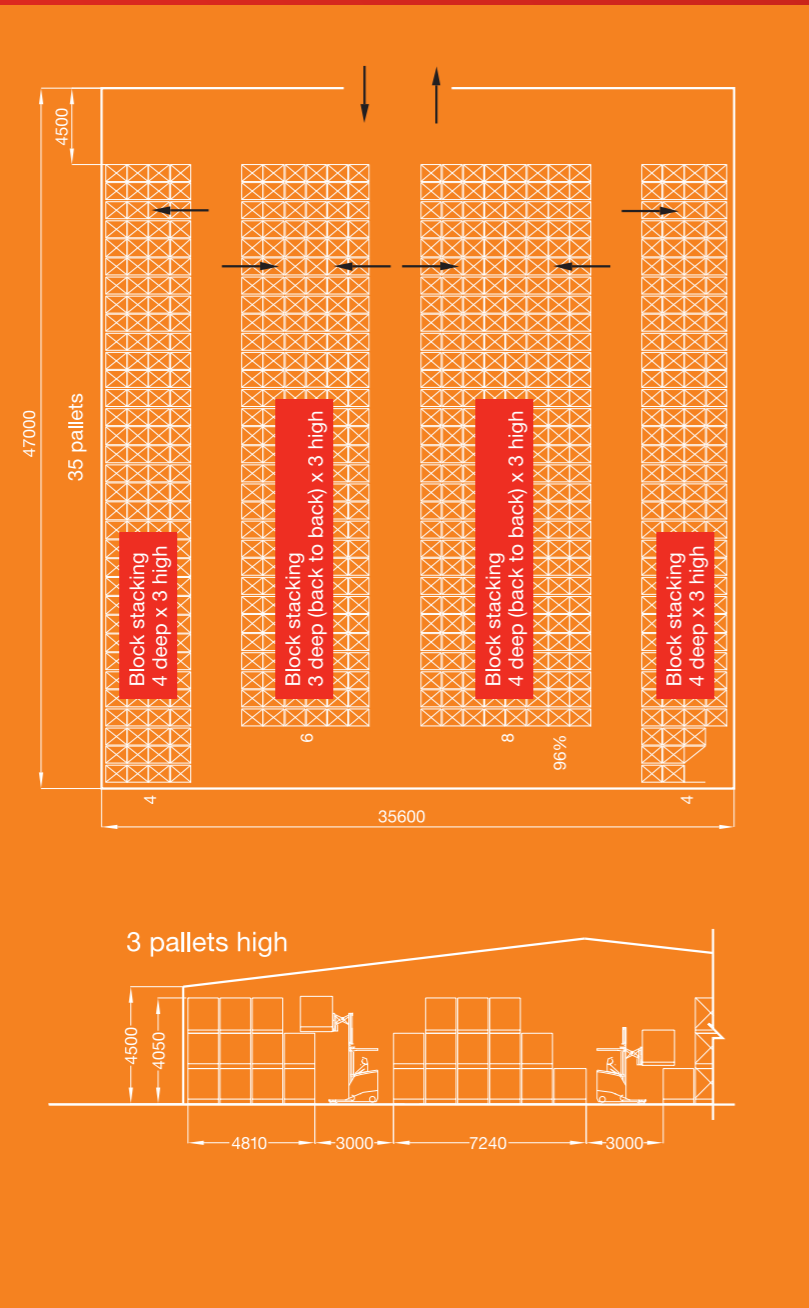 4500
47000
35 pallets
Block stacking
4 deep x 3 high
Block stacking
3 deep (back to back) x 3 high
Block stacking
4 deep (back to back) x 3 high
Block stacking
4 deep x 3 high
6
8
96%
4
4
35600
3 pallets high
4500
4050
4810
3000
7240
3000